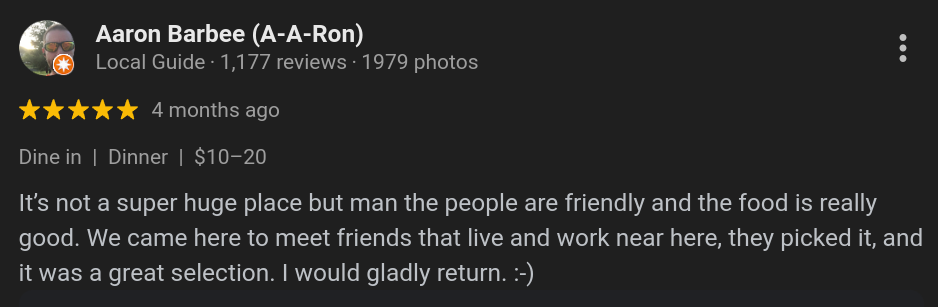 Aaron Barbee (A-A-Ron)
Local Guide · 1,177 reviews · 1979 photos
4 months ago
Dine in | Dinner | $10–20
It’s not a super huge place but man the people are friendly and the food is really
good. We came here to meet friends that live and work near here, they picked it, and
it was a great selection. I would gladly return. :-)